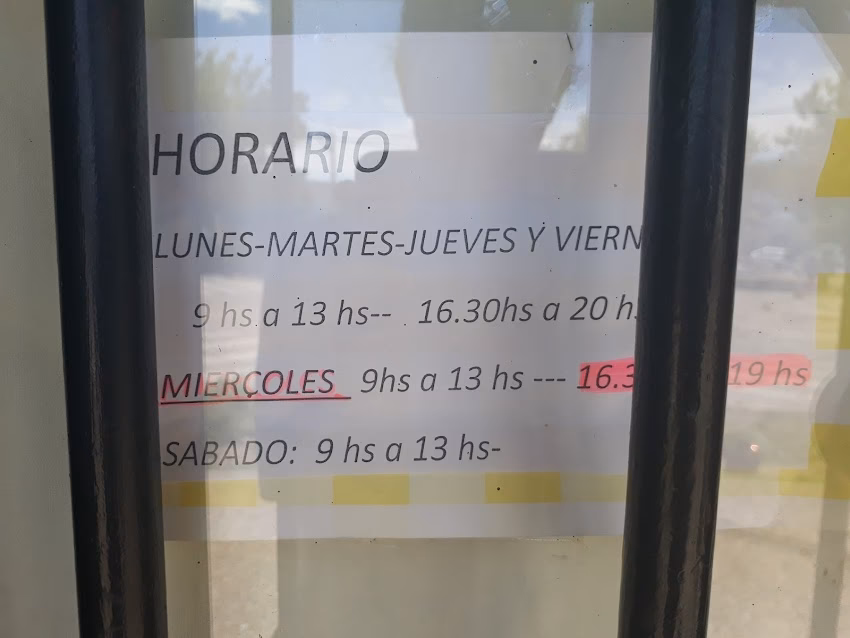 HORARIO
LUNES-MARTES-JUEVES Y VIERN
9 hs a 13 hs-- 16.30hs a 20 h
MIERCOLES 9hs a 13 hs --- 16.3 19 hs
SABADO: 9 hs a 13 hs-